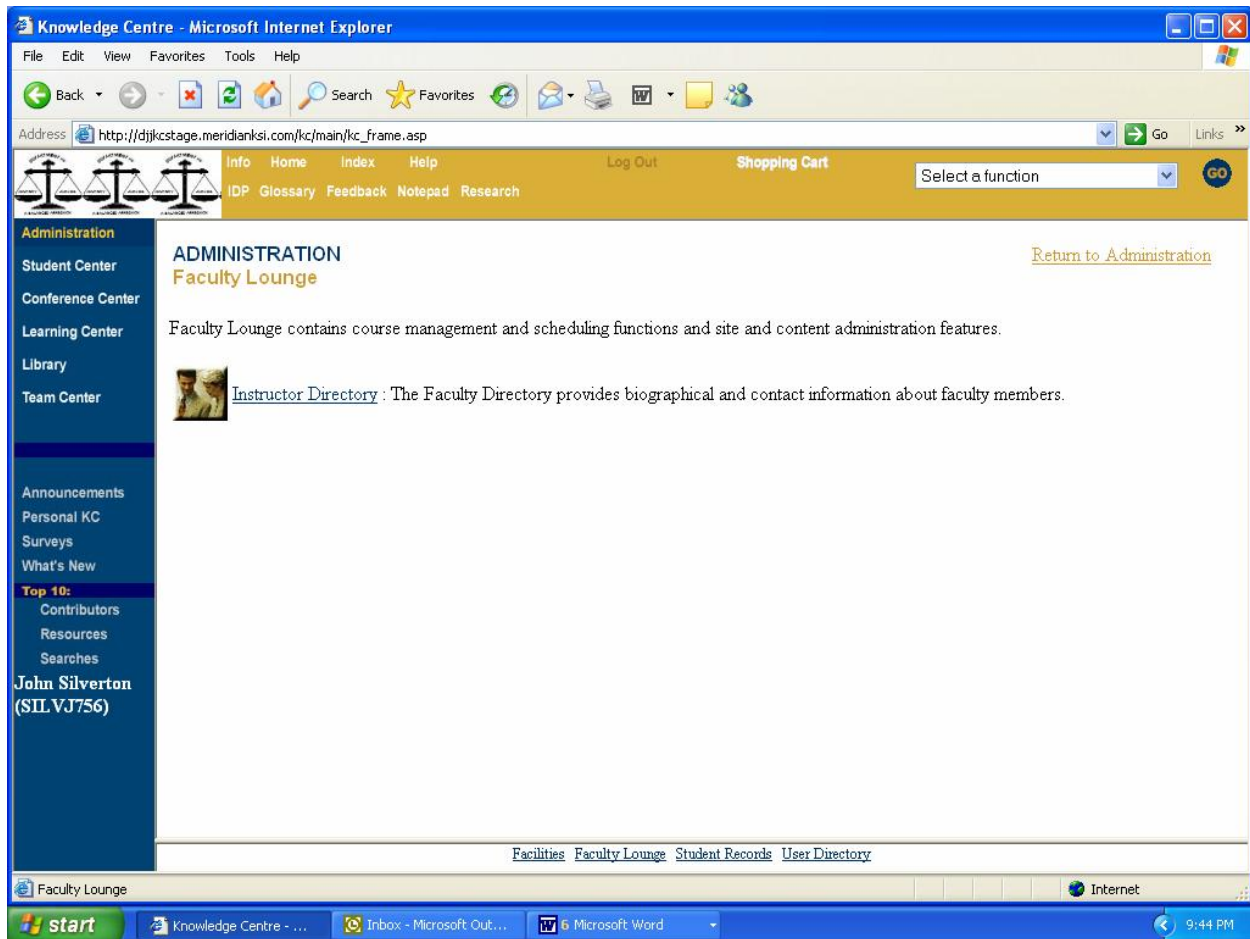 Knowledge Centre - Microsoft Internet Explorer
File Edit View Favorites Tools Help
Back Search Favorites
Address http://djjkcstage.meridianksi.com/kc/main/kc_frame.asp Go Links »
Info Home Index Help Log Out Shopping Cart
Select a function GO
IDP Glossary Feedback Notepad Research
Administration
Student Center
Conference Center
Learning Center
Library
Team Center
Announcements
Personal KC
Surveys
What's New
Top 10:
Contributors
Resources
Searches
John Silverton
(SILVJ756)
ADMINISTRATION
Return to Administration
Faculty Lounge
Faculty Lounge contains course management and scheduling functions and site and content administration features.
Instructor Directory : The Faculty Directory provides biographical and contact information about faculty members.
Facilities Faculty Lounge Student Records User Directory
Faculty Lounge Internet
start Knowledge Centre - ... Inbox - Microsoft Out... 6 Microsoft Word 9:44 PM